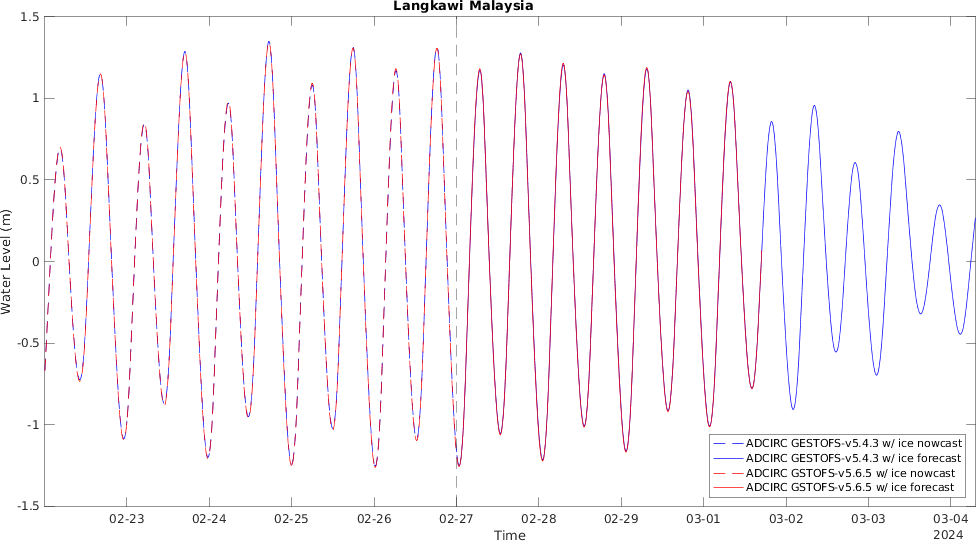 Langkawi Malaysia
Water Level (m)
1.5
1
0.5
0
-0.5
-1
-1.5
ADCIRC GESTOFS-v5.4.3 w/ ice nowcast
ADCIRC GESTOFS-v5.4.3 w/ ice forecast
ADCIRC GSTOFS-v5.6.5 w/ ice nowcast
ADCIRC GSTOFS-v5.6.5 w/ ice forecast
02-23 02-24 02-25 02-26 02-27 02-28 02-29 03-01 03-02 03-03 03-04
Time
2024